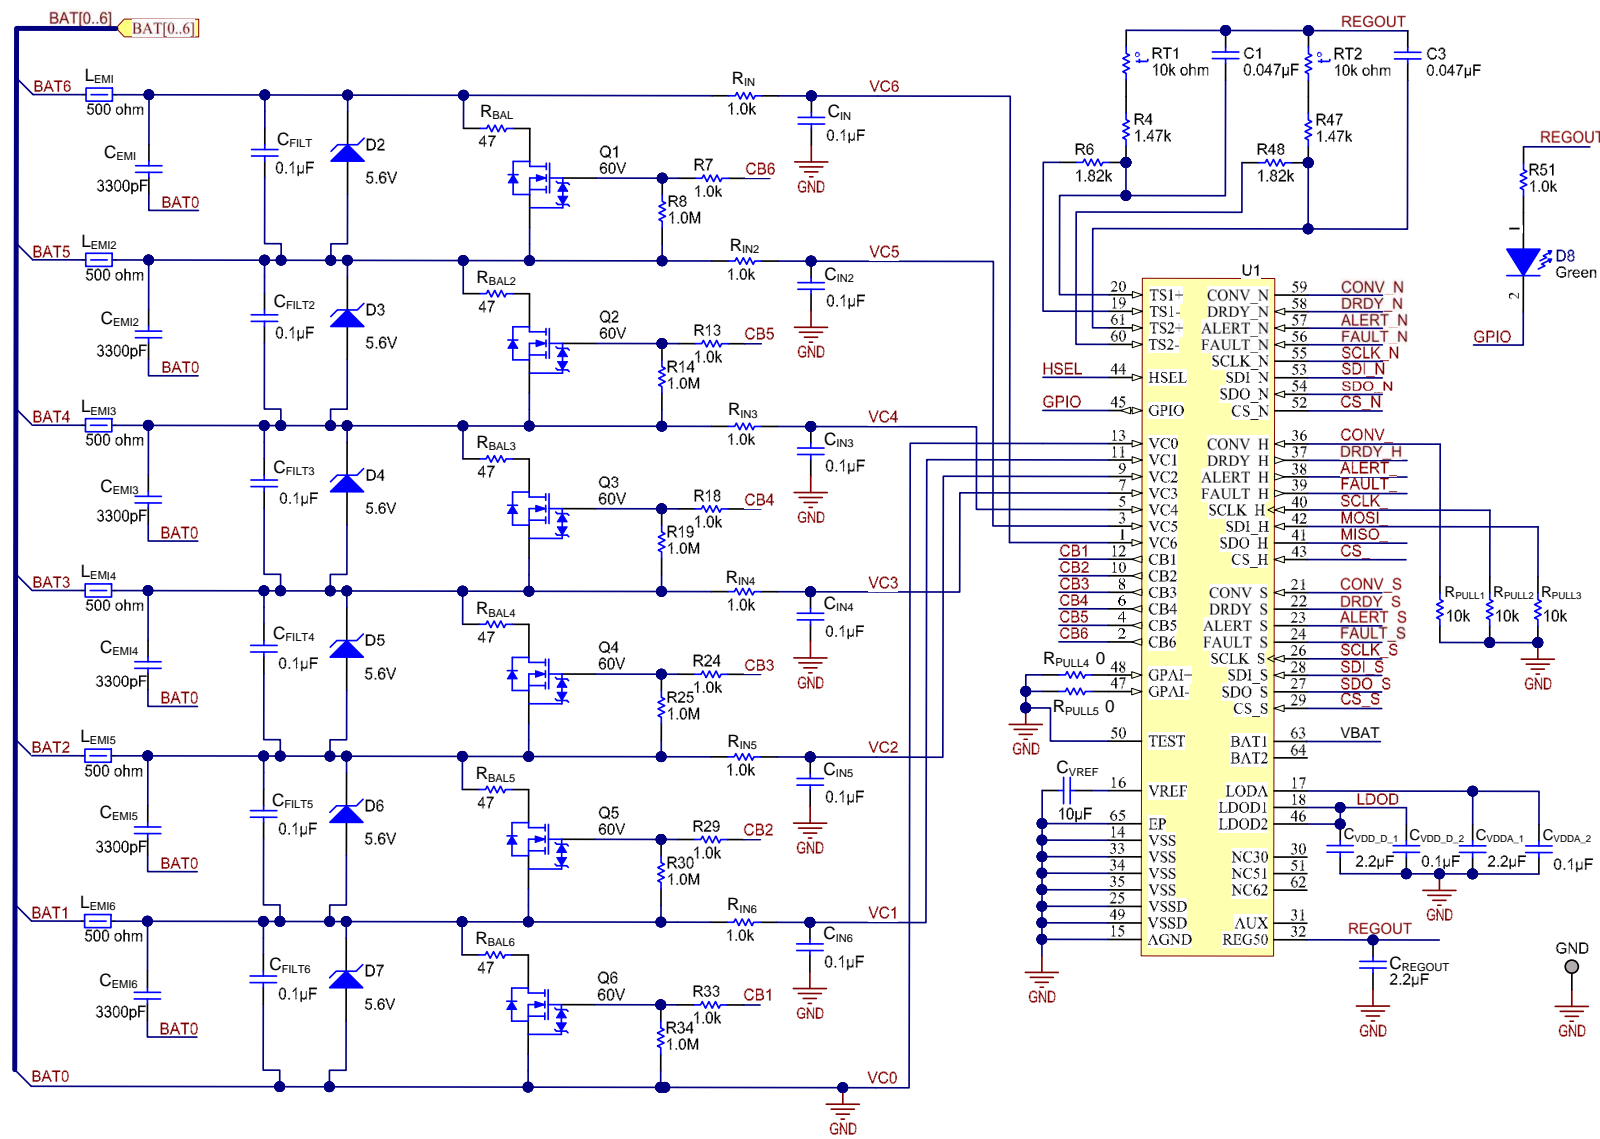 BAT[0..6]
BAT[0..6]
BAT6
LEMI
500 ohm
CEMI
3300pF
BAT0
CFILT
0.1µF
D2
5.6V
RBAL
47
Q1
60V
R7
1.0k
CB6
R8
1.0M
RIN
1.0k
VC6
CIN
0.1µF
GND
BAT5
LEMI2
500 ohm
CEMI2
3300pF
BAT0
CFILT2
0.1µF
D3
5.6V
RBAL2
47
Q2
60V
R13
1.0k
CB5
R14
1.0M
RIN2
1.0k
VC5
CIN2
0.1µF
GND
BAT4
LEMI3
500 ohm
CEMI3
3300pF
BAT0
CFILT3
0.1µF
D4
5.6V
RBAL3
47
Q3
60V
R18
1.0k
CB4
R19
1.0M
RIN3
1.0k
VC4
CIN3
0.1µF
GND
BAT3
LEMI4
500 ohm
CEMI4
3300pF
BAT0
CFILT4
0.1µF
D5
5.6V
RBAL4
47
Q4
60V
R24
1.0k
CB3
R25
1.0M
RIN4
1.0k
VC3
CIN4
0.1µF
GND
BAT2
LEMI5
500 ohm
CEMI5
3300pF
BAT0
CFILT5
0.1µF
D6
5.6V
RBAL5
47
Q5
60V
R29
1.0k
CB2
R30
1.0M
RIN5
1.0k
VC2
CIN5
0.1µF
GND
BAT1
LEMI6
500 ohm
CEMI6
3300pF
BAT0
CFILT6
0.1µF
D7
5.6V
RBAL6
47
Q6
60V
R33
1.0k
CB1
R34
1.0M
RIN6
1.0k
VC1
CIN6
0.1µF
GND
BAT0
VC0
GND
REGOUT
t°
RT1
10k ohm
C1
0.047µF
t°
RT2
10k ohm
C3
0.047µF
R4
1.47k
R47
1.47k
R6
1.82k
R48
1.82k
REGOUT
R51
1.0k
1
D8
Green
2
GPIO
U1
20 TS1+
19 TS1-
61 TS2+
60 TS2-
HSEL 44 HSEL
GPIO 45 GPIO
13 VC0
11 VC1
9 VC2
7 VC3
5 VC4
3 VC5
1 VC6
CB1 12 CB1
CB2 10 CB2
CB3 8 CB3
CB4 6 CB4
CB5 4 CB5
CB6 2 CB6
RPULL4 0
48 GPAI+
47 GPAI-
RPULL5 0
GND
50 TEST
CVREF
10µF
16 VREF
65 EP
14 VSS
33 VSS
34 VSS
35 VSS
25 VSSD
49 VSSD
15 AGND
GND
CONV_N 59 CONV_N
DRDY_N 58 DRDY_N
ALERT_N 57 ALERT_N
FAULT_N 56 FAULT_N
SCLK_N 55 SCLK_N
SDI_N 53 SDI_N
SDO_N 54 SDO_N
CS_N 52 CS_N
CONV_H 36 CONV_
DRDY_H 37 DRDY_H
ALERT_H 38 ALERT_
FAULT_H 39 FAULT_
SCLK_H 40 SCLK_
SDI_H 42 MOSI_
SDO_H 41 MISO_
CS_H 43 CS_
CONV_S 21 CONV_S
DRDY_S 22 DRDY_S
ALERT_S 23 ALERT_S
FAULT_S 24 FAULT_S
SCLK_S 26 SCLK_S
SDI_S 28 SDI_S
SDO_S 27 SDO_S
CS_S 29 CS_S
RPULL1
10k
RPULL2
10k
RPULL3
10k
GND
BAT1 63 VBAT
BAT2 64
LODA 17
LDOD1 18 LDOD
LDOD2 46
CVDD_D_1
2.2µF
CVDD_D_2
0.1µF
CVDDA_1
2.2µF
CVDDA_2
0.1µF
GND
NC30 30
NC51 51
NC62 62
AUX 31
REG50 32
REGOUT
CREGOUT
2.2µF
GND
GND
GND